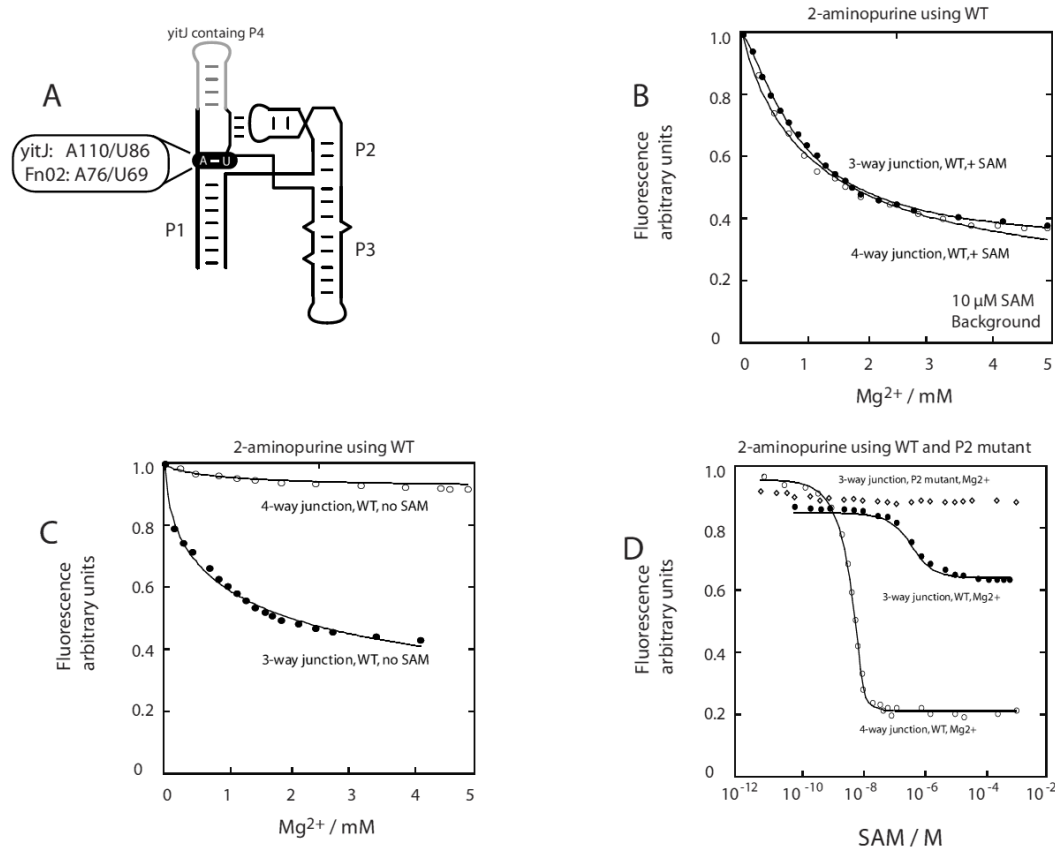 yitJ containg P4
A
yitJ: A110/U86
Fn02: A76/U69
A
U
P1
P2
P3
2-aminopurine using WT
B
Fluorescence
arbitrary units
1.0
0.8
0.6
0.4
0.2
0
3-way junction, WT,+ SAM
4-way junction, WT,+ SAM
10 µM SAM
Background
0 1 2 3 4 5
Mg2+ / mM
2-aminopurine using WT
C
Fluorescence
arbitrary units
1.0
0.8
0.6
0.4
0.2
0
4-way junction, WT, no SAM
3-way junction, WT, no SAM
0 1 2 3 4 5
Mg2+ / mM
2-aminopurine using WT and P2 mutant
D
Fluorescence
arbitrary units
1.0
0.8
0.6
0.4
0.2
0
3-way junction, P2 mutant, Mg2+
3-way junction, WT, Mg2+
4-way junction, WT, Mg2+
10-12 10-10 10-8 10-6 10-4 10-2
SAM / M